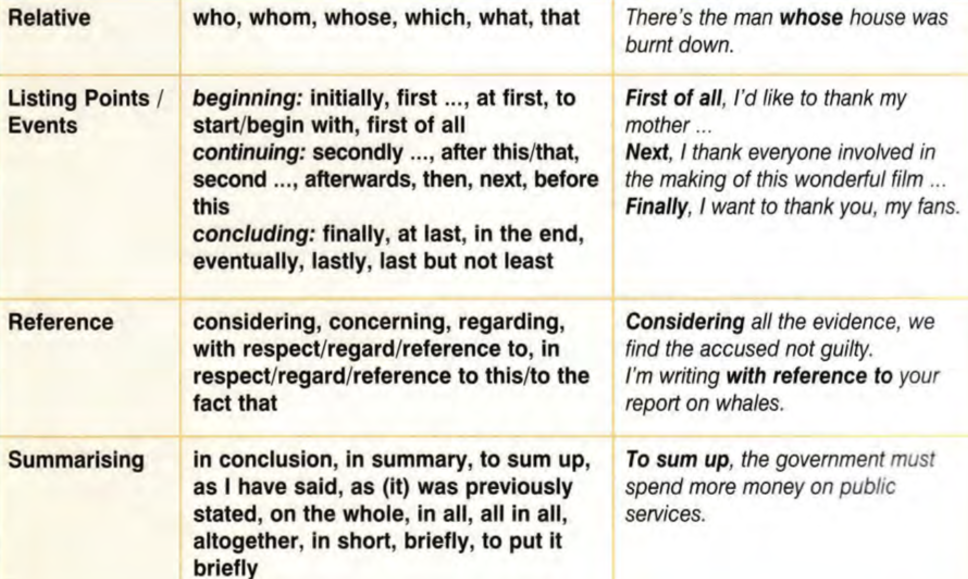 Relative who, whom, whose, which, what, that There's the man whose house was
burnt down.
Listing Points / beginning: initially, first ..., at first, to First of all, I'd like to thank my
Events start/begin with, first of all mother ...
continuing: secondly ..., after this/that, Next, I thank everyone involved in
second ..., afterwards, then, next, before the making of this wonderful film ...
this Finally, I want to thank you, my fans.
concluding: finally, at last, in the end,
eventually, lastly, last but not least
Reference considering, concerning, regarding, Considering all the evidence, we
with respect/regard/reference to, in find the accused not guilty.
respect/regard/reference to this/to the I'm writing with reference to your
fact that report on whales.
Summarising in conclusion, in summary, to sum up, To sum up, the government must
as I have said, as (it) was previously spend more money on public
stated, on the whole, in all, all in all, services.
altogether, in short, briefly, to put it
briefly